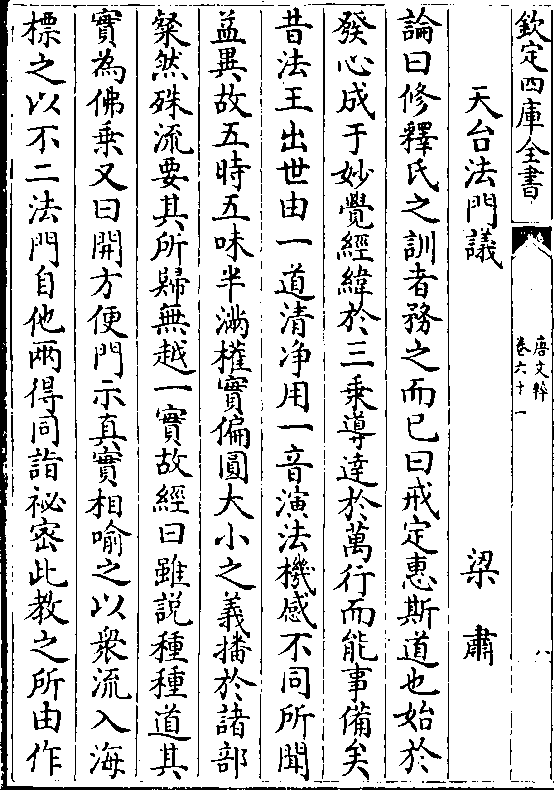 欽定四庫全書
唐文粹
卷六十一
八
天台法門議
梁肅
論曰修釋氏之訓者務之而已曰戒定惠斯道也始於
發心成于妙覺經緯於三乗導達於萬行而能事備矣
昔法王出世由一道清净用一音演法機感不同所聞
益異故五時五味半滿權實偏圓大小之義播於諸部
粲然殊流要其所歸無越一實故經曰雖說種種道其
實為佛乗又曰開方便門示真實相喻之以衆流入海
標之以不二法門自他兩得同詣祕密此教之所由作